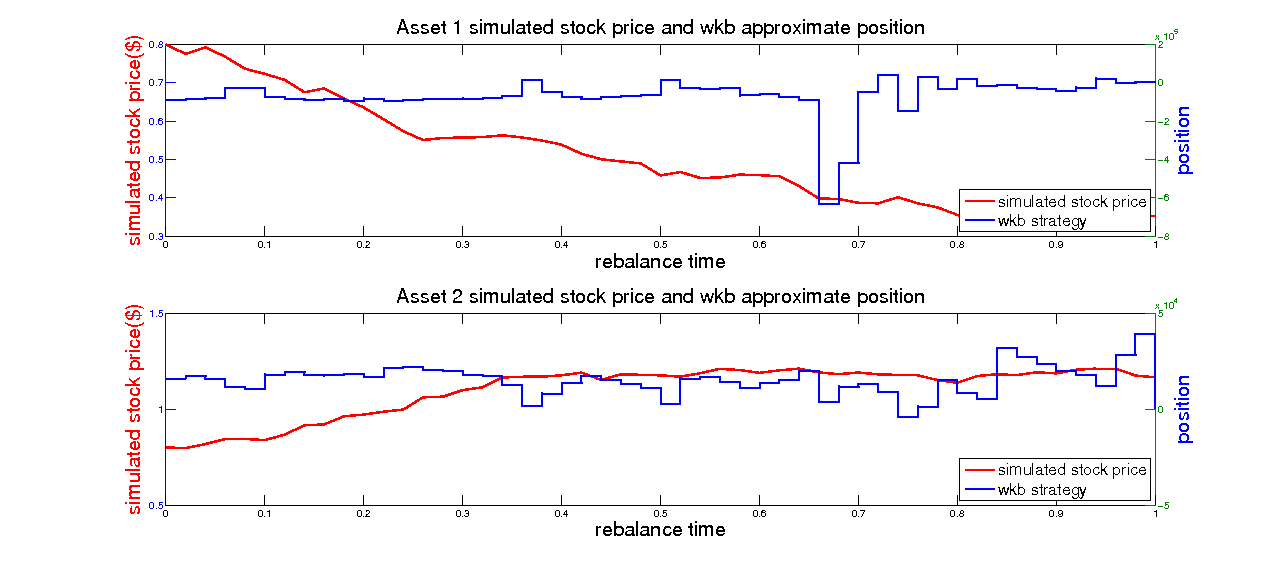 Asset 1 simulated stock price and wkb approximate position
x 10^5
simulated stock price($)
0.8
0.7
0.6
0.5
0.4
0.3
2
0
-2
-4
-6
-8
position
simulated stock price
wkb strategy
0 0.1 0.2 0.3 0.4 0.5 0.6 0.7 0.8 0.9 1
rebalance time
Asset 2 simulated stock price and wkb approximate position
x 10^4
simulated stock price($)
1.5
1
0.5
5
0
-5
position
simulated stock price
wkb strategy
0 0.1 0.2 0.3 0.4 0.5 0.6 0.7 0.8 0.9 1
rebalance time